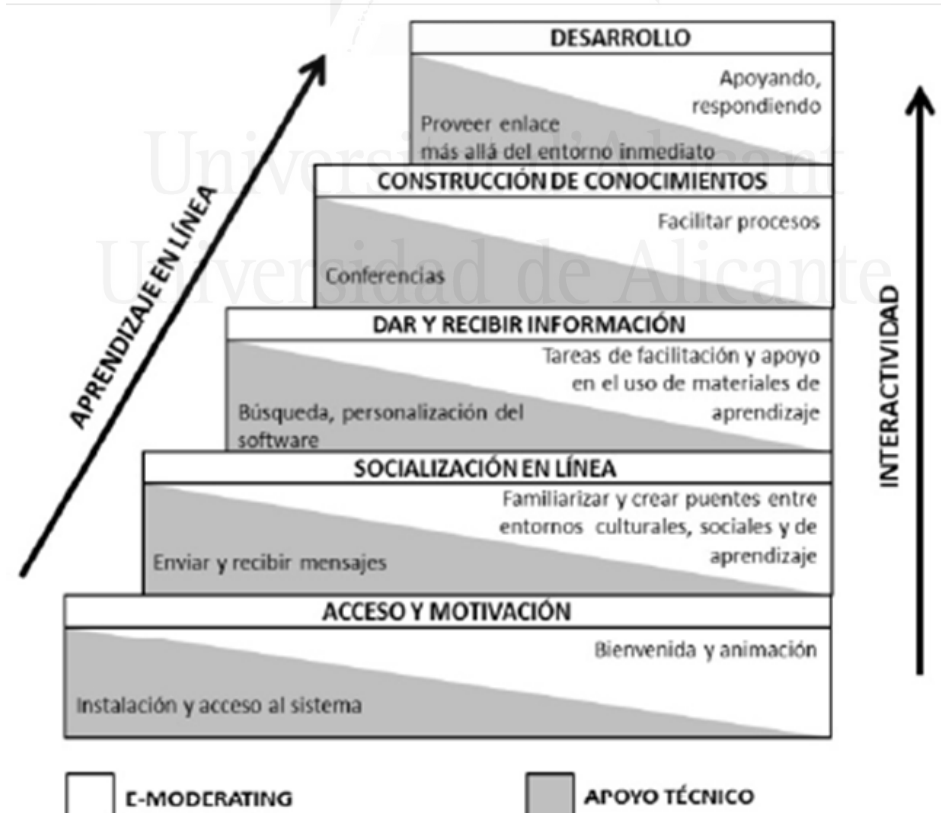 DESARROLLO
Apoyando,
respondiendo
Proveer enlace
más allá del entorno inmediato
CONSTRUCCIÓN DE CONOCIMIENTOS
Facilitar procesos
Conferencias
DAR Y RECIBIR INFORMACIÓN
Tareas de facilitación y apoyo
en el uso de materiales de
aprendizaje
Búsqueda, personalización del
software
SOCIALIZACIÓN EN LÍNEA
Familiarizar y crear puentes entre
entornos culturales, sociales y de
aprendizaje
Enviar y recibir mensajes
ACCESO Y MOTIVACIÓN
Bienvenida y animación
Instalación y acceso al sistema
APRENDIZAJE EN LÍNEA
INTERACTIVIDAD
E-MODERATING
APOYO TÉCNICO
Universitat d'Alacant
Universidad de Alicante